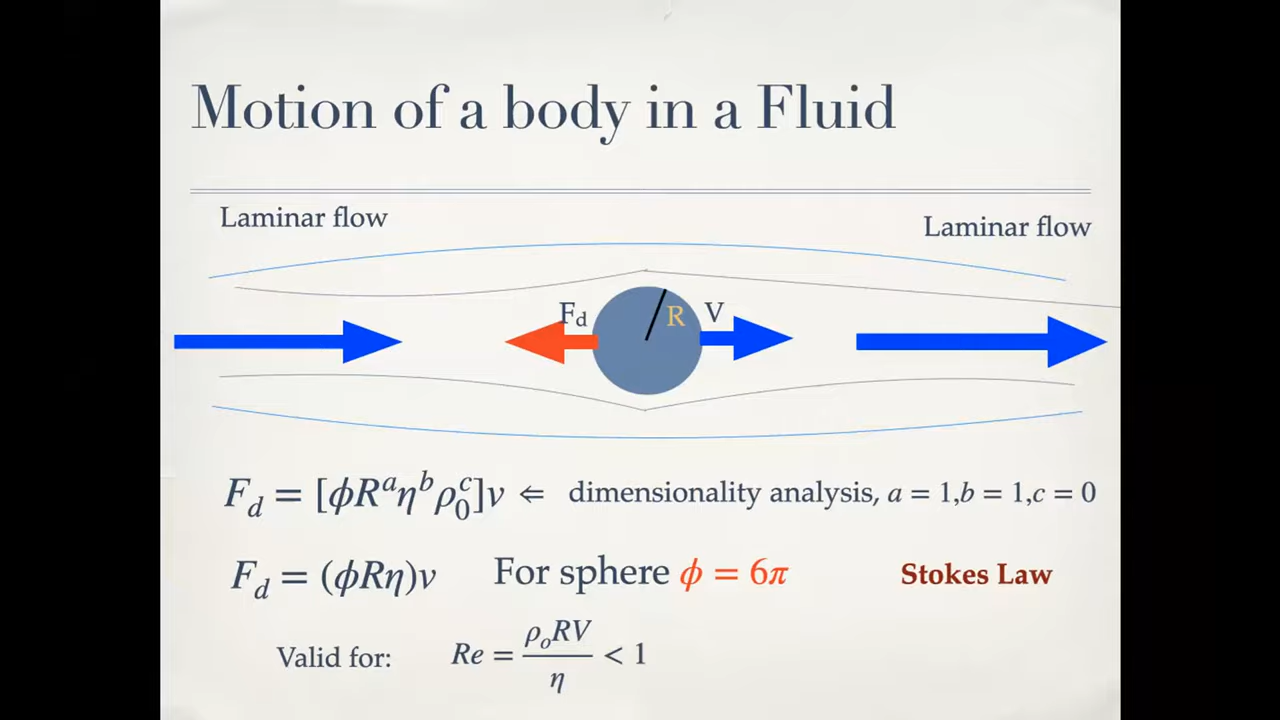 Motion of a body in a Fluid
Laminar flow
Laminar flow
F_d
R
V
F_d = [ϕR^a η^b ρ_0^c]v ⇐ dimensionality analysis, a = 1,b = 1,c = 0
F_d = (ϕRη)v For sphere ϕ = 6π Stokes Law
Valid for: Re = ρ_oRV/η < 1